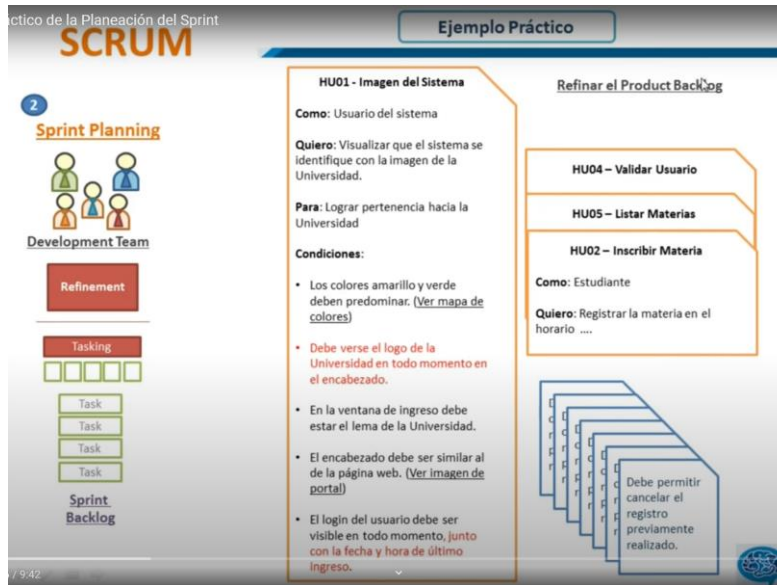 ctico de la Planeación del Sprint
SCRUM
Ejemplo Práctico
2
Sprint Planning
Development Team
Refinement
Tasking
Task
Task
Task
Task
Sprint
Backlog
HU01 - Imagen del Sistema
Como: Usuario del sistema
Quiero: Visualizar que el sistema se
identifique con la imagen de la
Universidad.
Para: Lograr pertenencia hacia la
Universidad
Condiciones:
• Los colores amarillo y verde
deben predominar. (Ver mapa de
colores)
• Debe verse el logo de la
Universidad en todo momento en
el encabezado.
• En la ventana de ingreso debe
estar el lema de la Universidad.
• El encabezado debe ser similar al
de la página web. (Ver imagen de
portal)
• El login del usuario debe ser
visible en todo momento, junto
con la fecha y hora de último
ingreso.
Refinar el Product Backlog
HU04 – Validar Usuario
HU05 – Listar Materias
HU02 – Inscribir Materia
Como: Estudiante
Quiero: Registrar la materia en el
horario ....
Debe permitir
cancelar el
registro
previamente
realizado.
/ 9:42